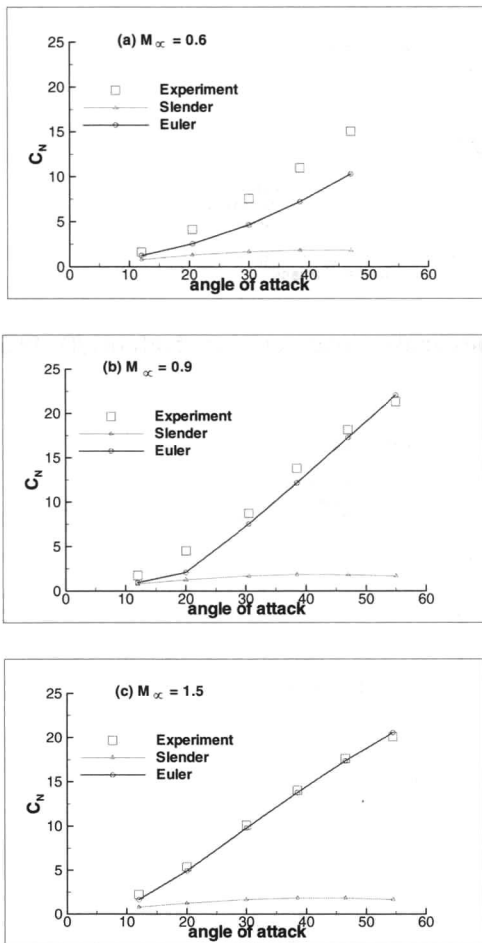 (a) M∝ = 0.6
25
20
15
10
5
0
C_N
Experiment
Slender
Euler
0 10 20 30 40 50 60
angle of attack
(b) M ∝ = 0.9
25
20
15
10
5
0
C_N
Experiment
Slender
Euler
0 10 20 30 40 50 60
angle of attack
(c) M ∝ = 1.5
25
20
15
10
5
0
C_N
Experiment
Slender
Euler
0 10 20 30 40 50 60
angle of attack